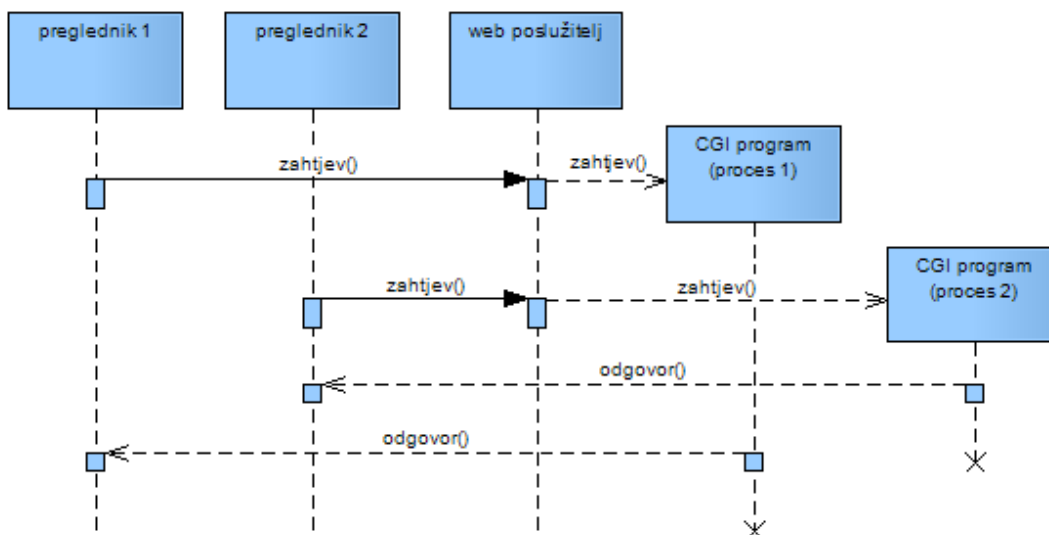 preglednik 1
preglednik 2
web poslužitelj
CGI program
(proces 1)
zahtjev()
zahtjev()
CGI program
(proces 2)
zahtjev()
zahtjev()
odgovor()
odgovor()